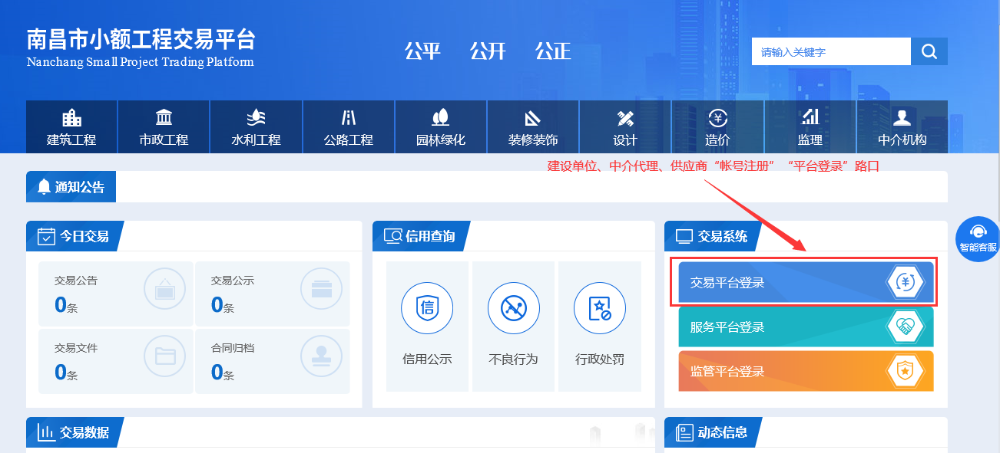 南昌市小额工程交易平台
Nanchang Small Project Trading Platform
公平 公开 公正
请输入关键字
建筑工程 市政工程 水利工程 公路工程 园林绿化 装修装饰 设计 造价 监理 中介机构
建设单位、中介代理、供应商“帐号注册”“平台登录”路口
通知公告
智能客服
今日交易
交易公告
0条
交易公示
0条
交易文件
0条
合同归档
0条
信用查询
信
信用公示 不良行为 行政处罚
交易系统
交易平台登录
服务平台登录
监管平台登录
交易数据
动态信息